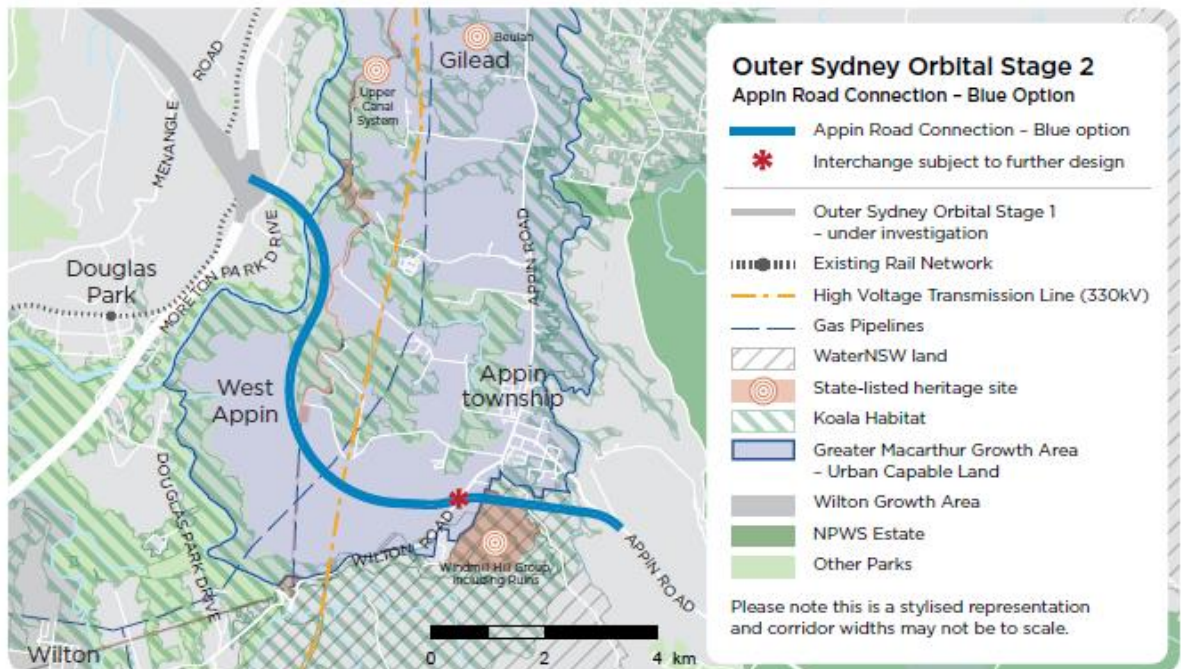 ROAD
MENANGLE
Beulah
Gilead
Upper
Canal
System
MORETON PARK DRIVE
Douglas
Park
APPIN ROAD
West
Appin
Appin
township
DOUGLAS PARK DRIVE
WILTON ROAD
Windmill Hill Group
including Ruins
APPIN ROAD
Wilton
0 2 4 km
Outer Sydney Orbital Stage 2
Appin Road Connection – Blue Option
Appin Road Connection – Blue option
Interchange subject to further design
Outer Sydney Orbital Stage 1
– under investigation
Existing Rail Network
High Voltage Transmission Line (330kV)
Gas Pipelines
WaterNSW land
State-listed heritage site
Koala Habitat
Greater Macarthur Growth Area
– Urban Capable Land
Wilton Growth Area
NPWS Estate
Other Parks
Please note this is a stylised representation
and corridor widths may not be to scale.